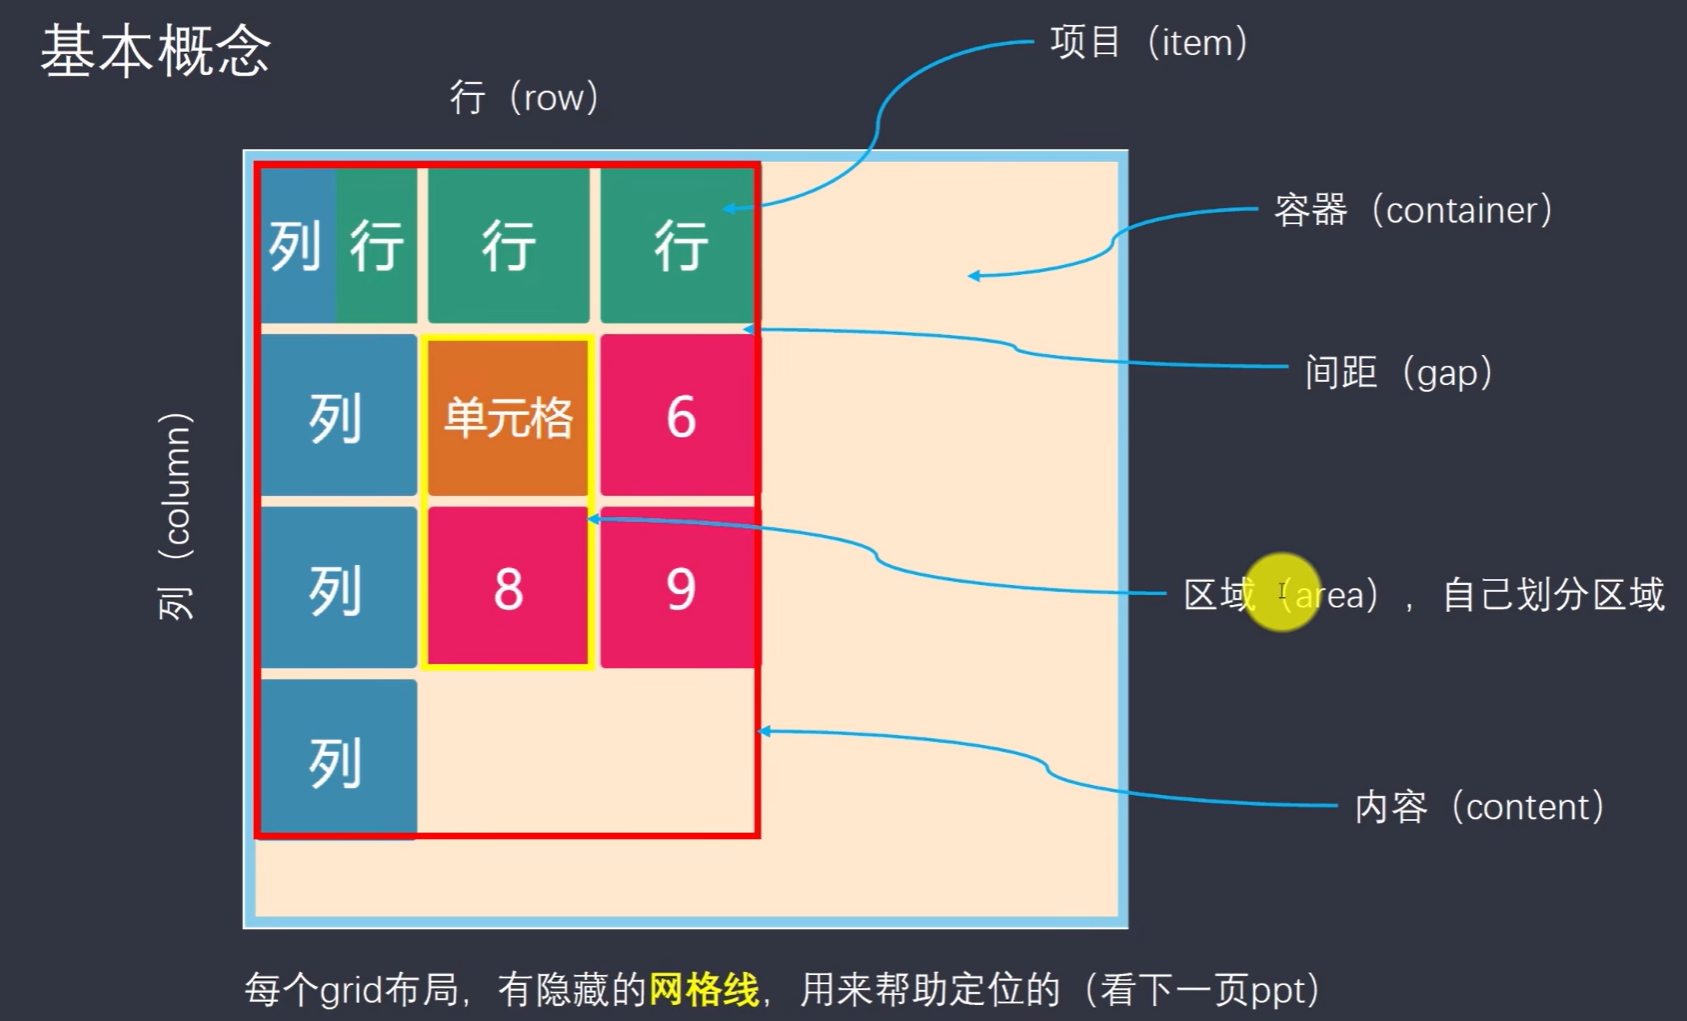 基本概念
项目（item）
行（row）
容器（container）
列 行 行 行
间距（gap）
列 单元格 6
列（column）
列 8 9
区域（area），自己划分区域
列
内容（content）
每个grid布局，有隐藏的网格线，用来帮助定位的（看下一页ppt）